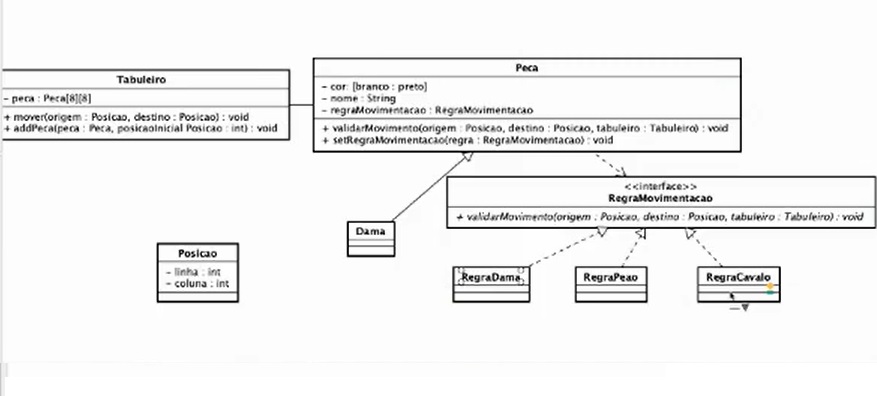 Tabuleiro
- peca : Peca[8][8]
+ mover(origem : Posicao, destino : Posicao) : void
+ addPeca(peca : Peca, posicaoInicial Posicao : int) : void
Peca
- cor: [branco : preto]
- nome : String
- regraMovimentacao : RegraMovimentacao
+ validarMovimento(origem : Posicao, destino : Posicao, tabuleiro : Tabuleiro) : void
+ setRegraMovimentacao(regra : RegraMovimentacao) : void
<<interface>>
RegraMovimentacao
+ validarMovimento(origem : Posicao, destino : Posicao, tabuleiro : Tabuleiro) : void
Dama
Posicao
- linha : int
- coluna : int
RegraDama
RegraPeao
RegraCavalo